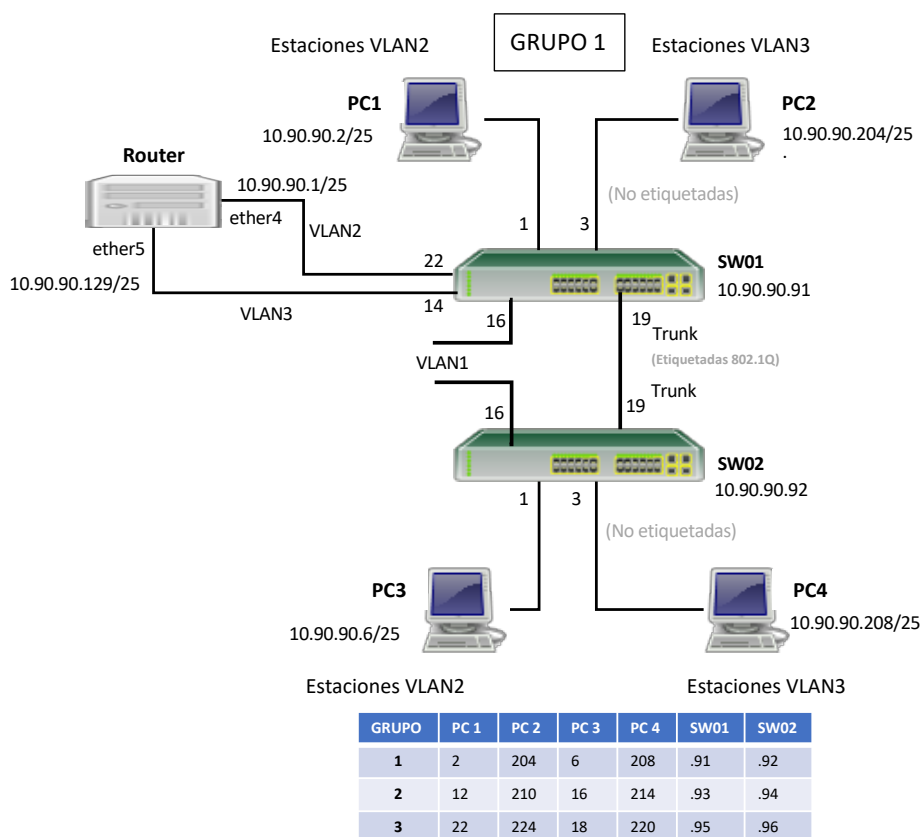 Estaciones VLAN2
GRUPO 1
Estaciones VLAN3
PC1
10.90.90.2/25
PC2
10.90.90.204/25
.
Router
10.90.90.1/25
ether4
VLAN2
ether5
10.90.90.129/25
VLAN3
(No etiquetadas)
1
3
22
14
16
SW01
10.90.90.91
19
Trunk
(Etiquetadas 802.1Q)
VLAN1
Trunk
16
19
SW02
10.90.90.92
1
3
(No etiquetadas)
PC3
10.90.90.6/25
PC4
10.90.90.208/25
Estaciones VLAN2
Estaciones VLAN3
GRUPO PC 1 PC 2 PC 3 PC 4 SW01 SW02
1 2 204 6 208 .91 .92
2 12 210 16 214 .93 .94
3 22 224 18 220 .95 .96